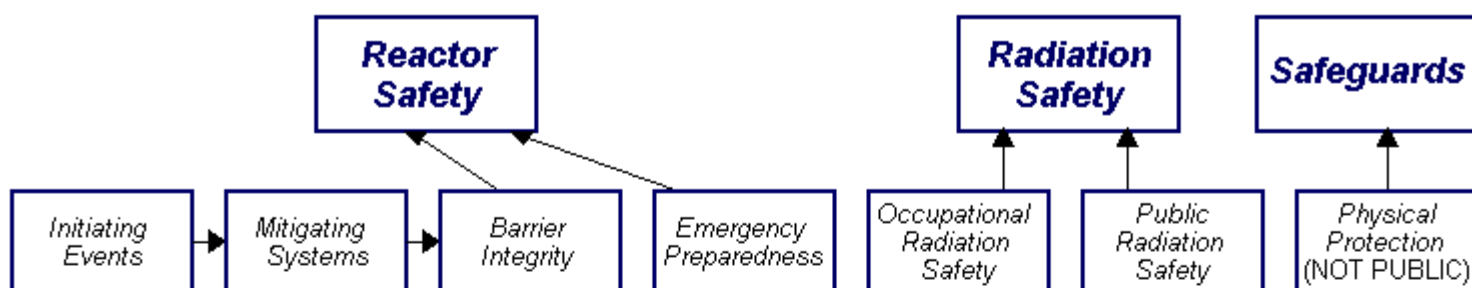 Reactor
Safety
Radiation
Safety
Safeguards
Initiating
Events
Mitigating
Systems
Barrier
Integrity
Emergency
Preparedness
Occupational
Radiation
Safety
Public
Radiation
Safety
Physical
Protection
(NOT PUBLIC)